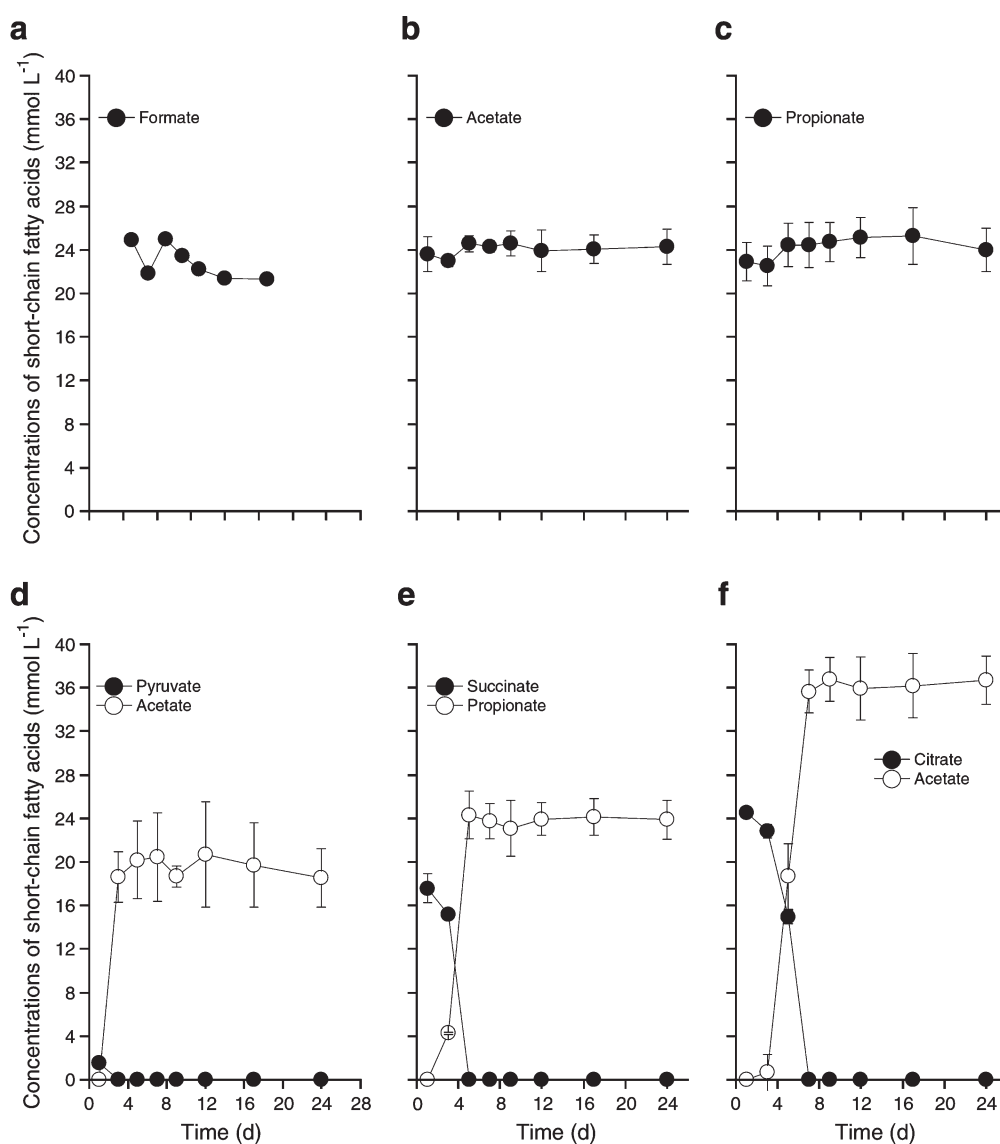 a
b
c
Concentrations of short-chain fatty acids (mmol L⁻¹)
40
36
32
28
24
20
16
12
8
4
0
Formate
Acetate
Propionate
d
e
f
Concentrations of short-chain fatty acids (mmol L⁻¹)
40
36
32
28
24
20
16
12
8
4
0
Pyruvate
Acetate
Succinate
Propionate
Citrate
Acetate
0 4 8 12 16 20 24 28
0 4 8 12 16 20 24
0 4 8 12 16 20 24
Time (d)
Time (d)
Time (d)